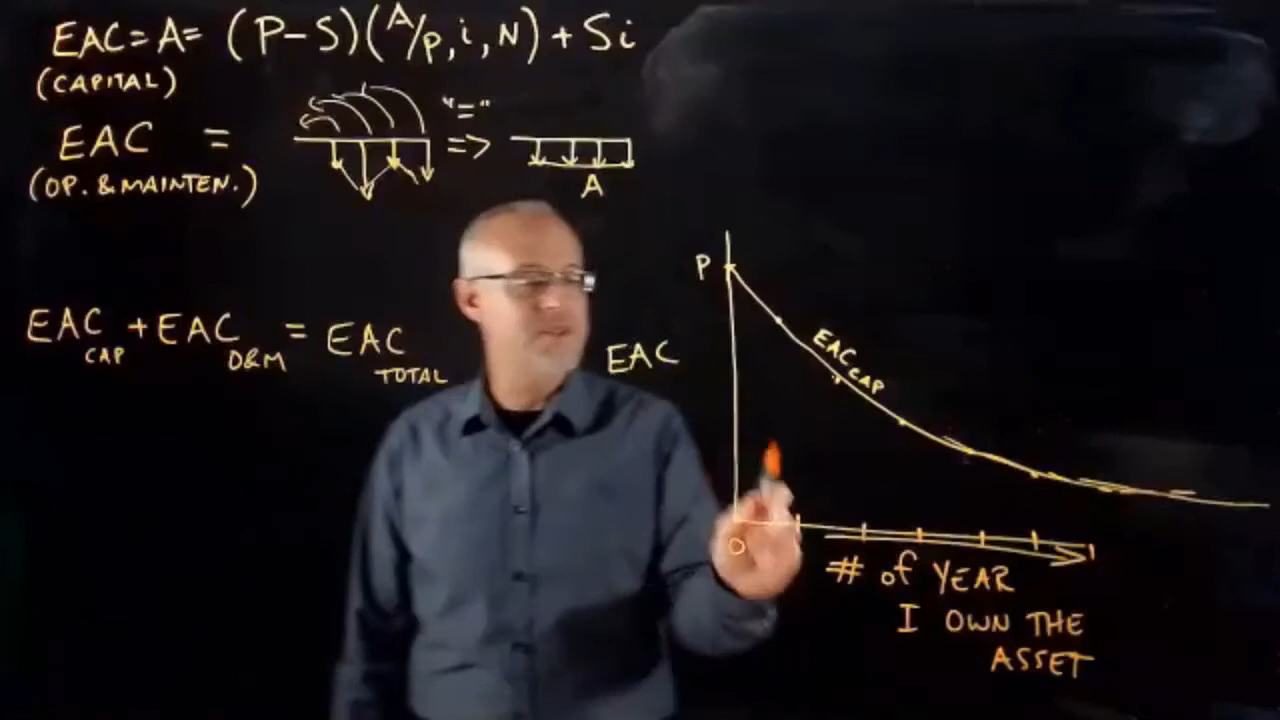 EAC = A = (P-S)(A/P, i, N) + Si
(CAPITAL)
EAC = "=" =>
(OP. & MAINTEN.) A
EAC CAP + EAC O&M = EAC TOTAL
EAC
P
EAC CAP
0
# of YEAR
I OWN THE
ASSET